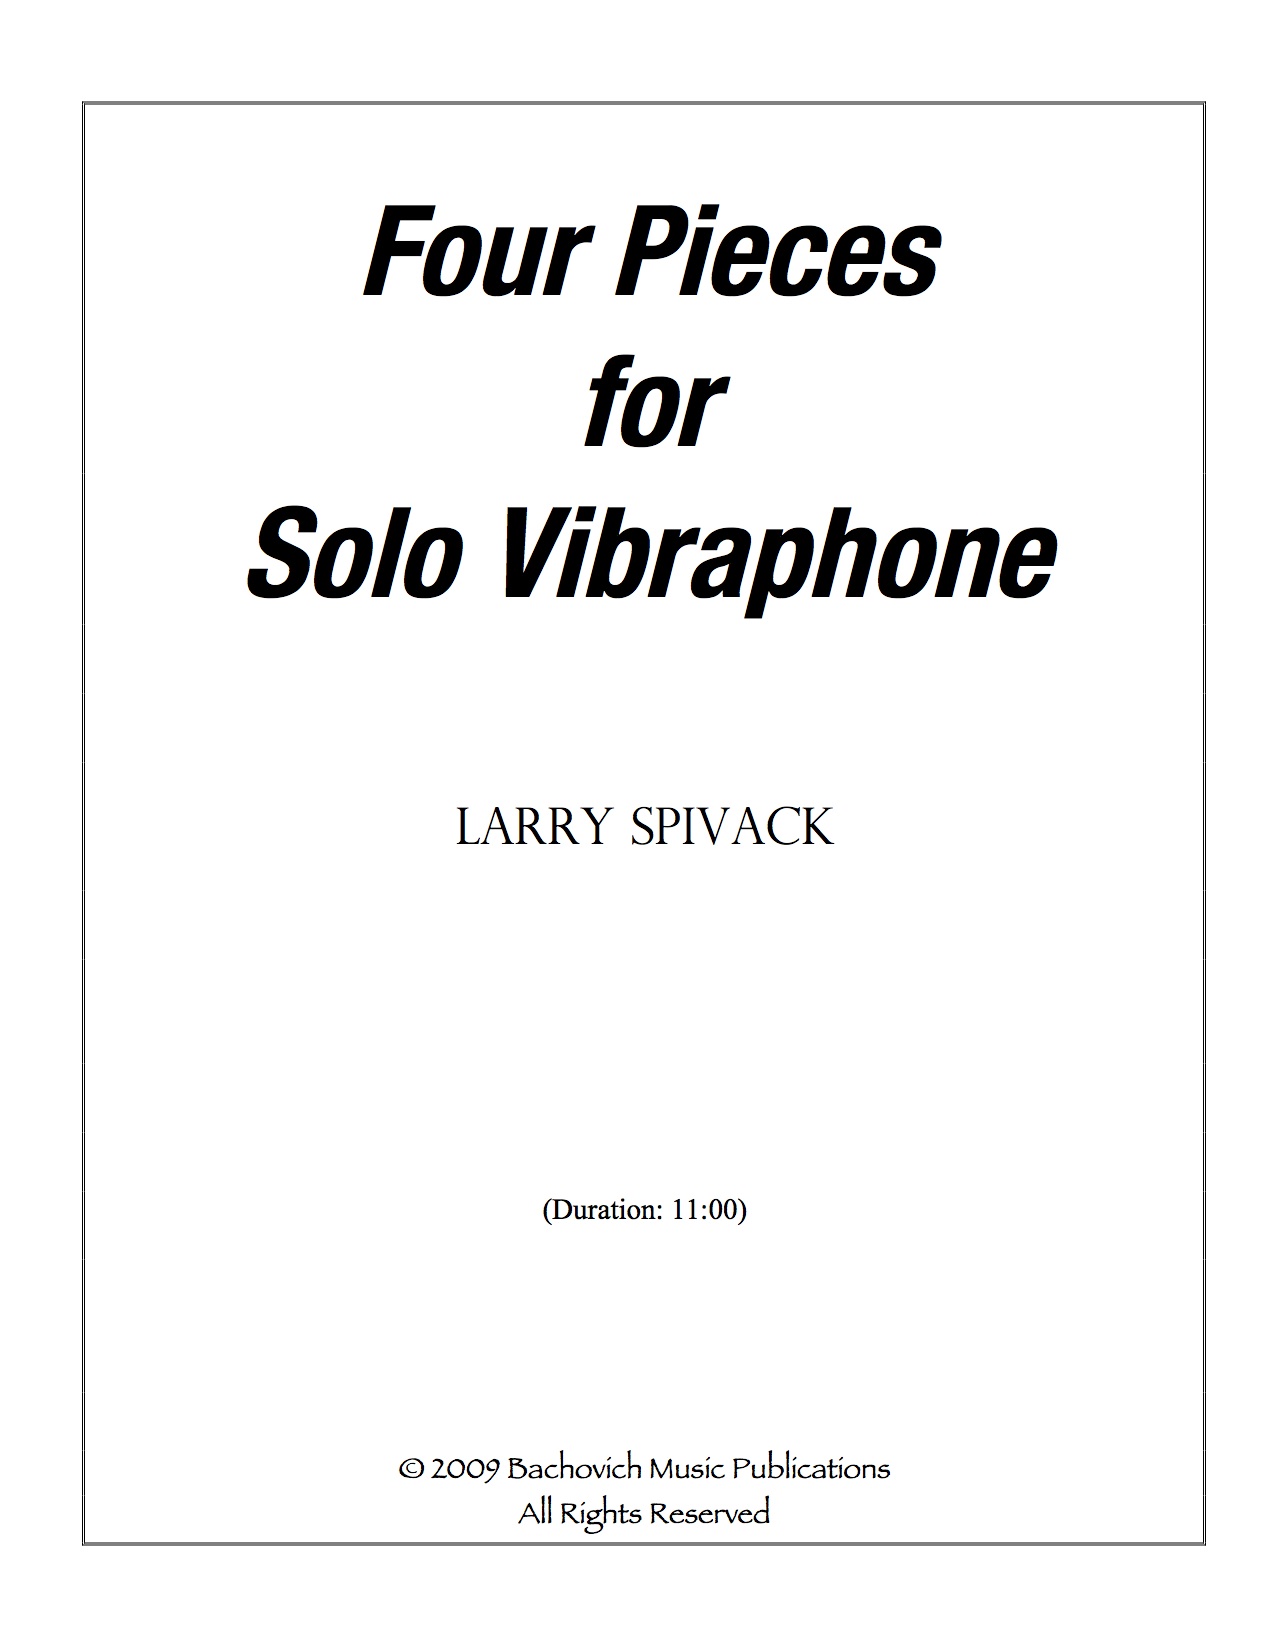 Four Pieces
for
Solo Vibraphone
LARRY SPIVACK
(Duration: 11:00)
© 2009 Bachovich Music Publications
All Rights Reserved